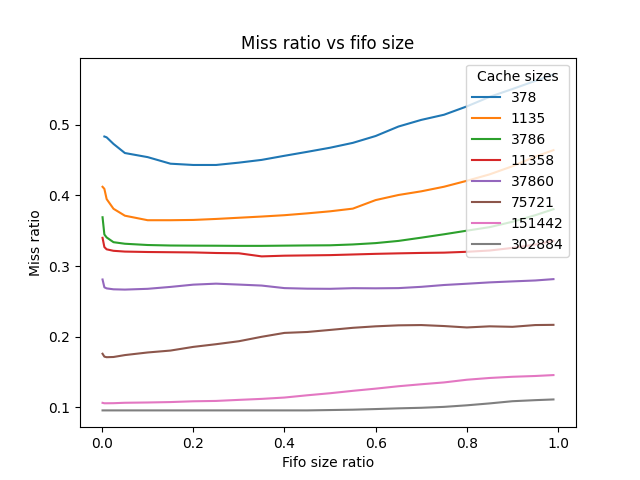 Miss ratio vs fifo size
Cache sizes
378
1135
3786
11358
37860
75721
151442
302884
Miss ratio
0.5
0.4
0.3
0.2
0.1
0.0 0.2 0.4 0.6 0.8 1.0
Fifo size ratio